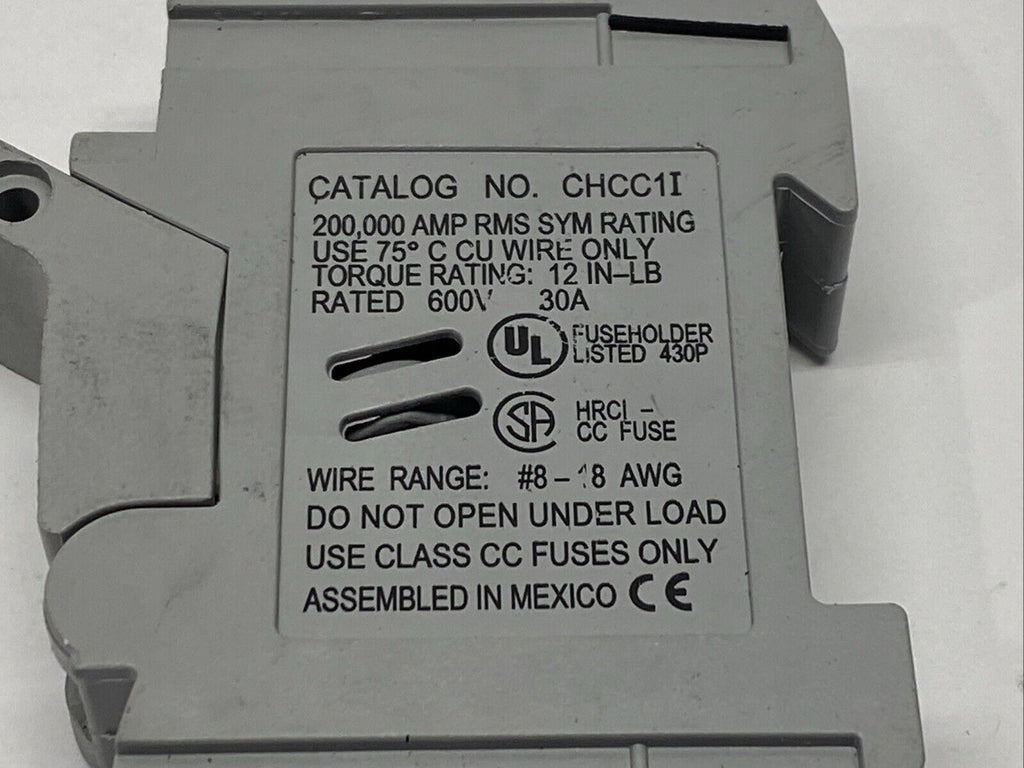 CATALOG NO. CHCC1I
200,000 AMP RMS SYM RATING
USE 75° C CU WIRE ONLY
TORQUE RATING: 12 IN-LB
RATED 600V 30A
UL FUSEHOLDER
LISTED 430P
SA HRCI -
CC FUSE
WIRE RANGE: #8 - 18 AWG
DO NOT OPEN UNDER LOAD
USE CLASS CC FUSES ONLY
ASSEMBLED IN MEXICO CE